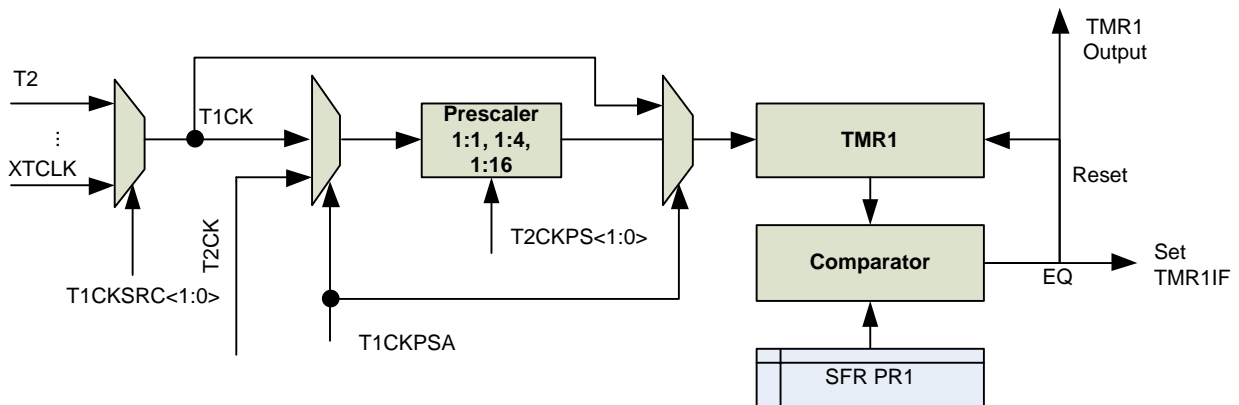 T2
...
XTCLK
T1CKSRC<1:0>
T1CK
T2CK
T1CKPSA
Prescaler
1:1, 1:4,
1:16
T2CKPS<1:0>
TMR1
Comparator
SFR PR1
TMR1
Output
Reset
EQ
Set
TMR1IF